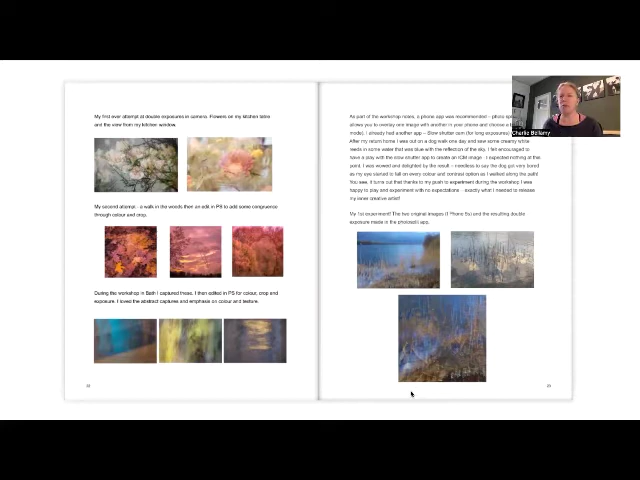 My first ever attempt at double exposures in camera. Flowers on my kitchen table
and the view from my kitchen window.
My second attempt - a walk in the woods then an edit in PS to add some congruence
through colour and crop.
During the workshop in Bath I captured these. I then edited in PS for colour, crop and
exposure. I loved the abstract captures and emphasis on colour and texture.
As part of the workshop notes, a phone app was recommended - photo
allows you to overlay one image with another in your phone and choose a
mode). I already had another app – Slow shutter cam (for long exposures)
After my return home I was out on a dog walk one day and saw some creamy white
reeds in some water that was blue with the reflection of the sky. I felt encouraged
to have a play with the slow shutter app to create an ICM image - I expected nothing at this
point. I was wowed and delighted by the result – needless to say the dog got very bored
as my eye started to fall on every colour and contrast option as I walked along the path!
You see, it turns out that thanks to my push to experiment during the workshop I was
happy to play and experiment with no expectations – exactly what I needed to release
my inner creative artist!
My 1st experiment! The two original images (I Phone 5s) and the resulting double
exposure made in the photosplit app.
Charlie Bellamy